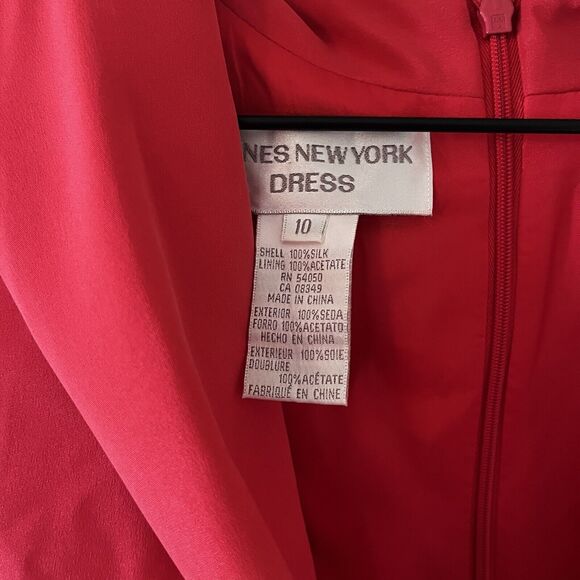 NES NEW YORK
DRESS
10
SHELL 100%SILK
LINING 100%ACETATE
RN 54050
CA 08349
MADE IN CHINA
EXTERIOR 100%SEDA
FORRO 100%ACETATO
HECHO EN CHINA
EXTERIEUR 100%SOIE
DOUBLURE
100%ACÉTATE
FABRIQUÉ EN CHINE